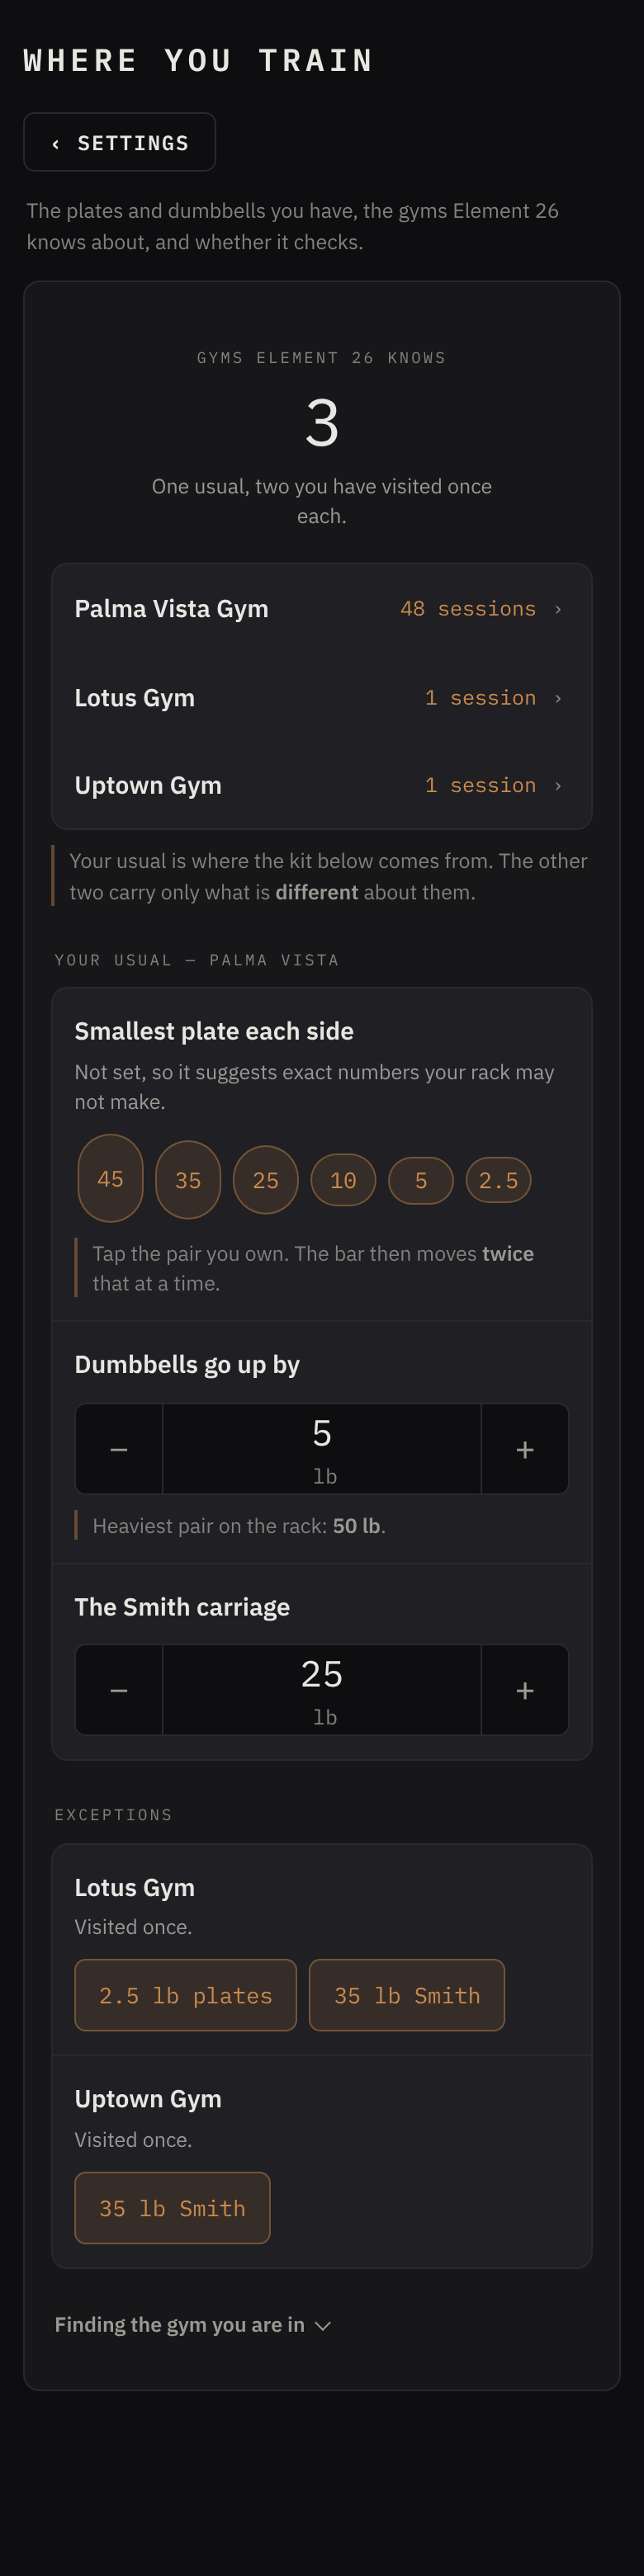 WHERE YOU TRAIN
‹ SETTINGS
The plates and dumbbells you have, the gyms Element 26
knows about, and whether it checks.
GYMS ELEMENT 26 KNOWS
3
One usual, two you have visited once
each.
Palma Vista Gym 48 sessions ›
Lotus Gym 1 session ›
Uptown Gym 1 session ›
Your usual is where the kit below comes from. The other
two carry only what is different about them.
YOUR USUAL — PALMA VISTA
Smallest plate each side
Not set, so it suggests exact numbers your rack may
not make.
45 35 25 10 5 2.5
Tap the pair you own. The bar then moves twice
that at a time.
Dumbbells go up by
− 5 +
lb
Heaviest pair on the rack: 50 lb.
The Smith carriage
− 25 +
lb
EXCEPTIONS
Lotus Gym
Visited once.
2.5 lb plates 35 lb Smith
Uptown Gym
Visited once.
35 lb Smith
Finding the gym you are in